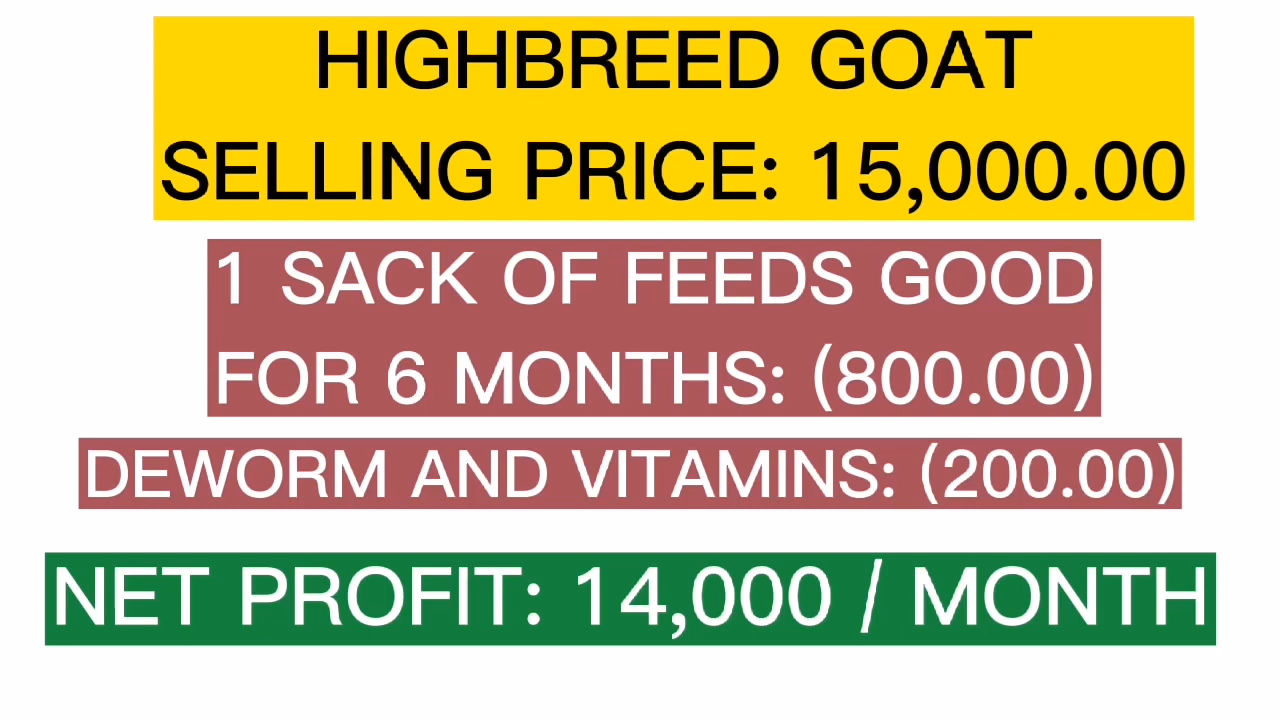 HIGHBREED GOAT
SELLING PRICE: 15,000.00
1 SACK OF FEEDS GOOD
FOR 6 MONTHS: (800.00)
DEWORM AND VITAMINS: (200.00)
NET PROFIT: 14,000 / MONTH